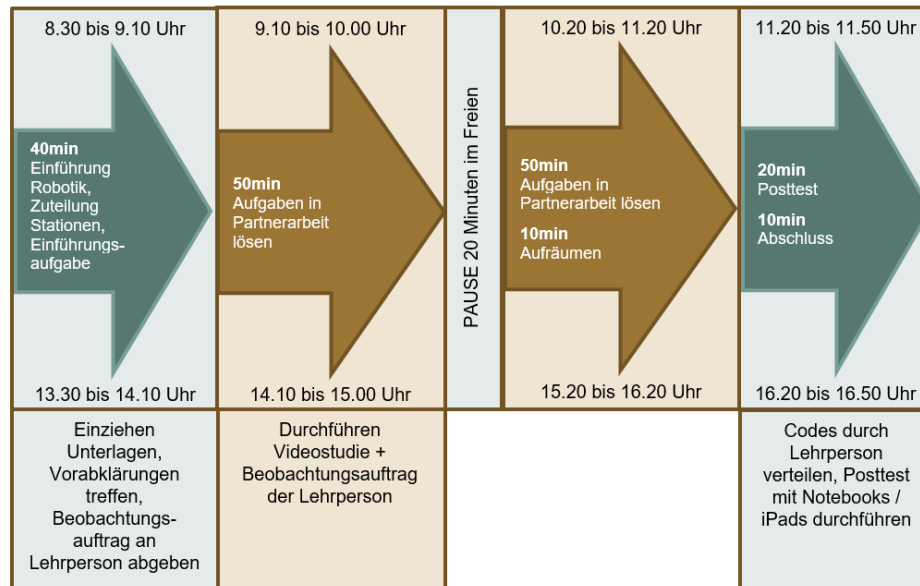 8.30 bis 9.10 Uhr
40min
Einführung
Robotik,
Zuteilung
Stationen,
Einführungs-
aufgabe
13.30 bis 14.10 Uhr
Einziehen
Unterlagen,
Vorabklärungen
treffen,
Beobachtungs-
auftrag an
Lehrperson abgeben
9.10 bis 10.00 Uhr
50min
Aufgaben in
Partnerarbeit
lösen
14.10 bis 15.00 Uhr
Durchführen
Videostudie +
Beobachtungsauftrag
der Lehrperson
PAUSE 20 Minuten im Freien
10.20 bis 11.20 Uhr
50min
Aufgaben in
Partnerarbeit lösen
10min
Aufräumen
15.20 bis 16.20 Uhr
11.20 bis 11.50 Uhr
20min
Posttest
10min
Abschluss
16.20 bis 16.50 Uhr
Codes durch
Lehrperson
verteilen, Posttest
mit Notebooks /
iPads durchführen